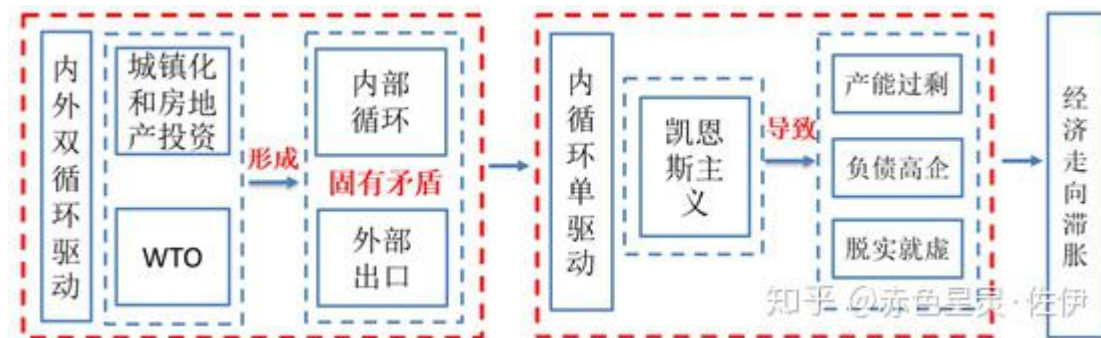 内
外
双
循
环
驱
动
城镇化
和房地
产投资
WTO
形成
内部
循环
固有矛盾
外部
出口
内
循
环
单
驱
动
凯恩
斯主
义
导致
产能过剩
负债高企
脱实就虚
经
济
走
向
滞
胀
知乎 @赤色星灵·佐伊